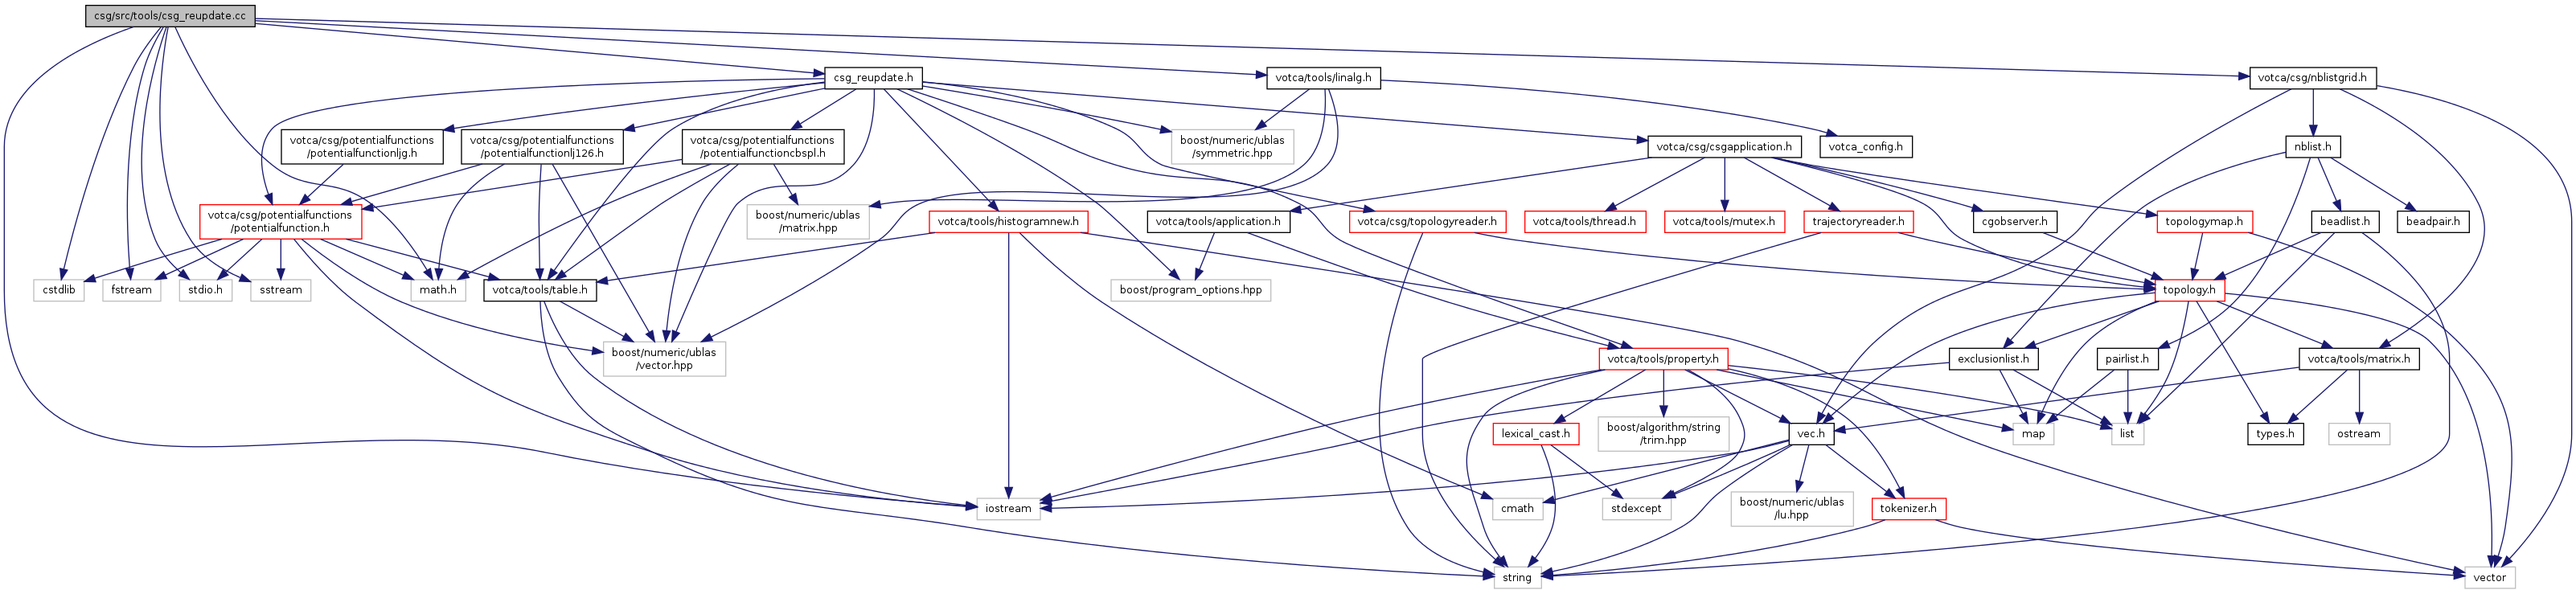 csg/src/tools/csg_reupdate.cc
csg_reupdate.h
votca/tools/linalg.h
votca/csg/nblistgrid.h
votca/csg/potentialfunctions
/potentialfunctionljg.h
votca/csg/potentialfunctions
/potentialfunctionlj126.h
votca/csg/potentialfunctions
/potentialfunctioncbspl.h
boost/numeric/ublas
/symmetric.hpp
votca/csg/csgapplication.h
votca_config.h
nblist.h
votca/csg/potentialfunctions
/potentialfunction.h
boost/numeric/ublas
/matrix.hpp
votca/tools/histogramnew.h
votca/tools/application.h
votca/csg/topologyreader.h
votca/tools/thread.h
votca/tools/mutex.h
trajectoryreader.h
cgobserver.h
topologymap.h
beadlist.h
beadpair.h
cstdlib
fstream
stdio.h
sstream
math.h
votca/tools/table.h
boost/program_options.hpp
topology.h
boost/numeric/ublas
/vector.hpp
votca/tools/property.h
exclusionlist.h
pairlist.h
votca/tools/matrix.h
lexical_cast.h
boost/algorithm/string
/trim.hpp
vec.h
map
list
types.h
ostream
iostream
cmath
stdexcept
boost/numeric/ublas
/lu.hpp
tokenizer.h
string
vector